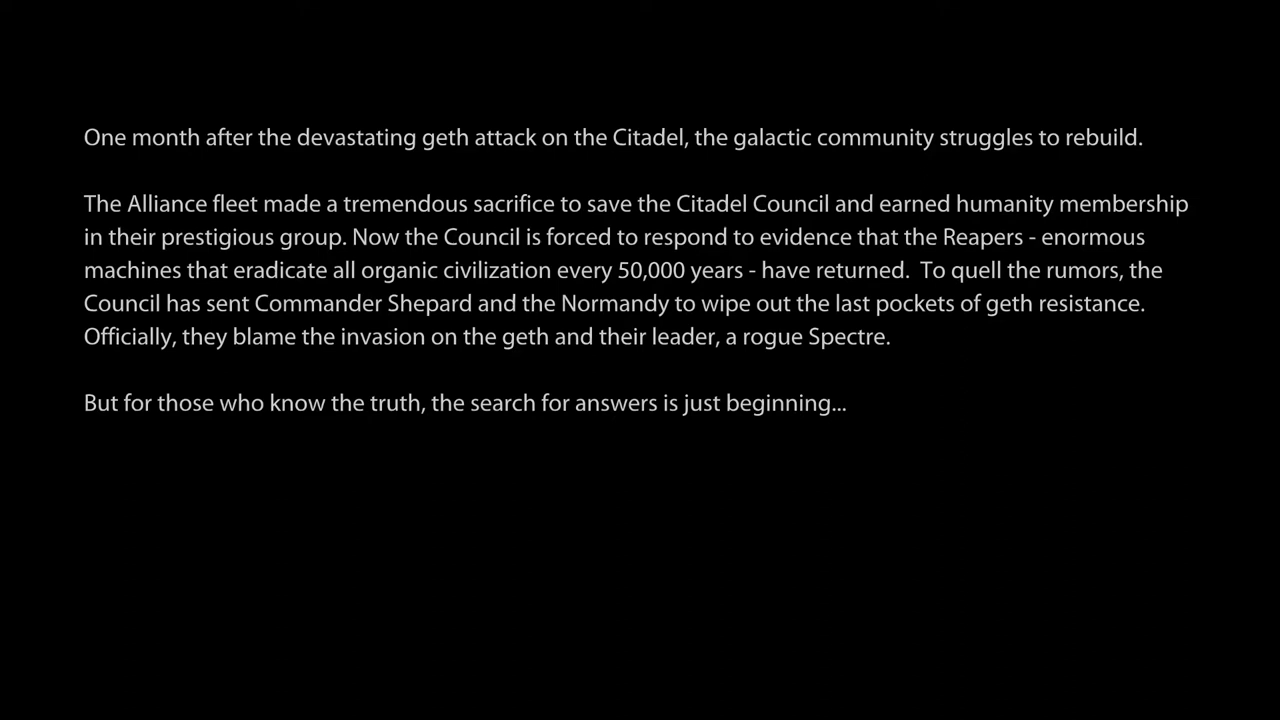 One month after the devastating geth attack on the Citadel, the galactic community struggles to rebuild.
The Alliance fleet made a tremendous sacrifice to save the Citadel Council and earned humanity membership
in their prestigious group. Now the Council is forced to respond to evidence that the Reapers - enormous
machines that eradicate all organic civilization every 50,000 years - have returned.  To quell the rumors, the
Council has sent Commander Shepard and the Normandy to wipe out the last pockets of geth resistance.
Officially, they blame the invasion on the geth and their leader, a rogue Spectre.
But for those who know the truth, the search for answers is just beginning...